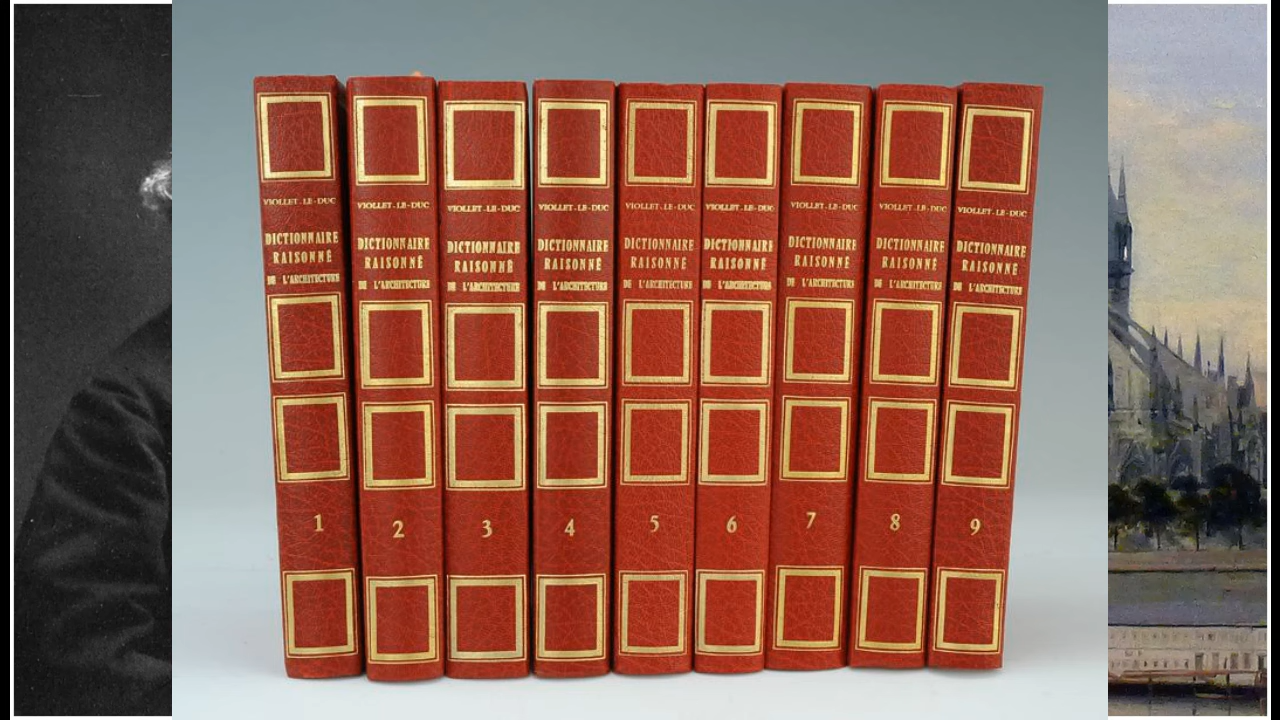 VIOLLET-LE-DUC
DICTIONNAIRE
RAISONNÉ
DE L'ARCHITECTURE
1
VIOLLET-LE-DUC
DICTIONNAIRE
RAISONNÉ
DE L'ARCHITECTURE
2
VIOLLET-LE-DUC
DICTIONNAIRE
RAISONNÉ
DE L'ARCHITECTURE
3
VIOLLET-LE-DUC
DICTIONNAIRE
RAISONNÉ
DE L'ARCHITECTURE
4
VIOLLET-LE-DUC
DICTIONNAIRE
RAISONNÉ
DE L'ARCHITECTURE
5
VIOLLET-LE-DUC
DICTIONNAIRE
RAISONNÉ
DE L'ARCHITECTURE
6
VIOLLET-LE-DUC
DICTIONNAIRE
RAISONNÉ
DE L'ARCHITECTURE
7
VIOLLET-LE-DUC
DICTIONNAIRE
RAISONNÉ
DE L'ARCHITECTURE
8
VIOLLET-LE-DUC
DICTIONNAIRE
RAISONNÉ
DE L'ARCHITECTURE
9